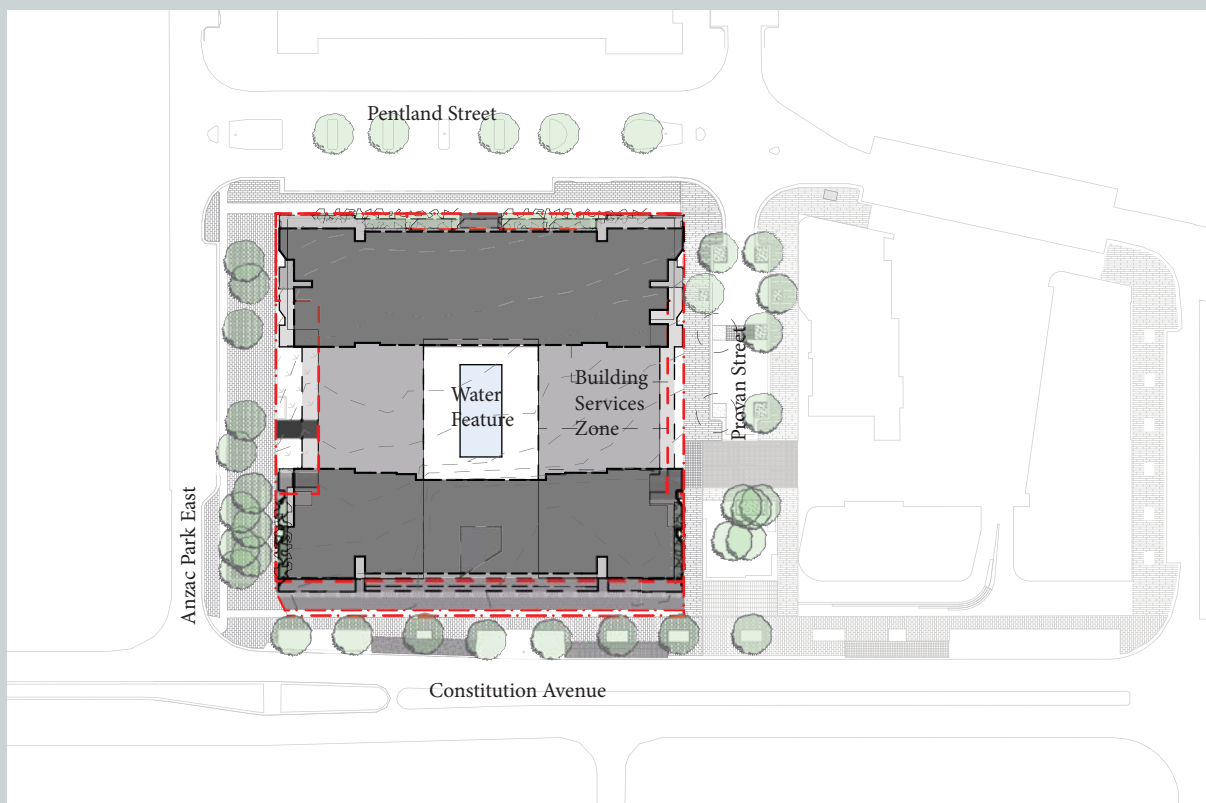 Pentland Street
Water
Feature
Building
Services
Zone
Provan Street
Anzac Park East
Constitution Avenue